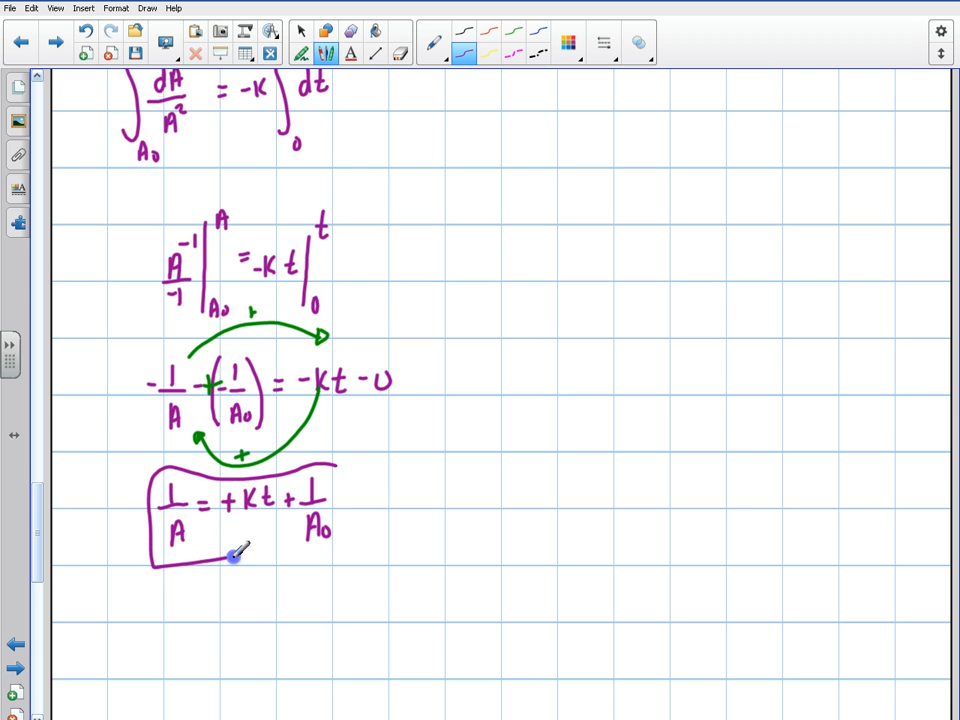 File Edit View Insert Format Draw Help
∫_{A0} dA/A² = -K ∫_{0} dt
A⁻¹/-1 |_{A0}^{A} = -K t |_{0}^{t}
+
-1/A -+(-1/A0) = -Kt - 0
+
1/A = +Kt + 1/A0